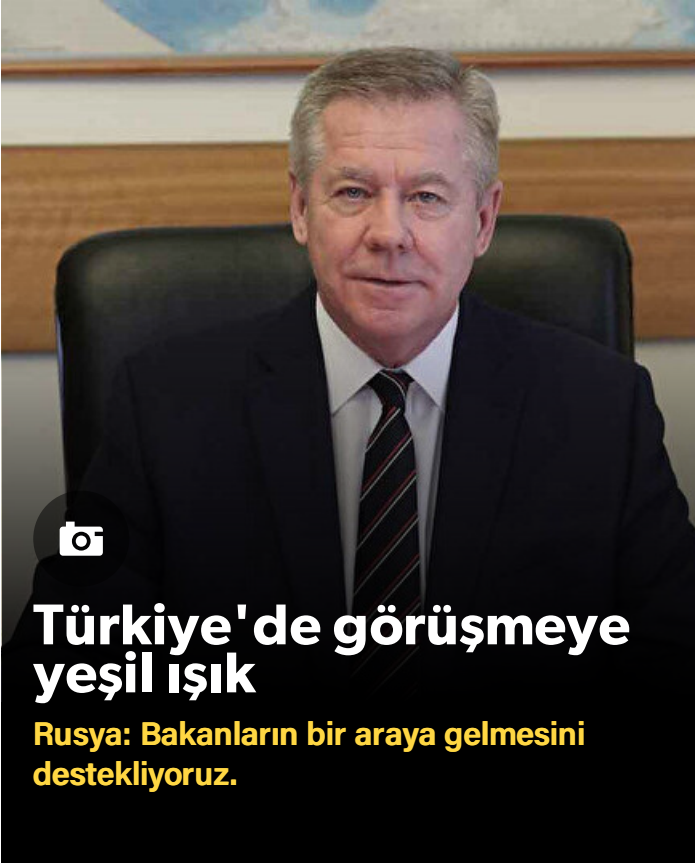 Türkiye'de görüşmeye
yeşil ışık
Rusya: Bakanların bir araya gelmesini
destekliyoruz.